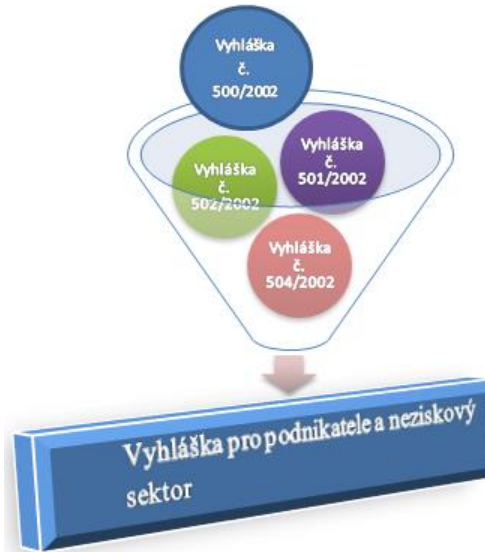 Vyhláška
č.
500/2002
Vyhláška
č.
501/2002
Vyhláška
č.
502/2002
Vyhláška
č.
504/2002
Vyhláška pro podnikatele a neziskový
sektor